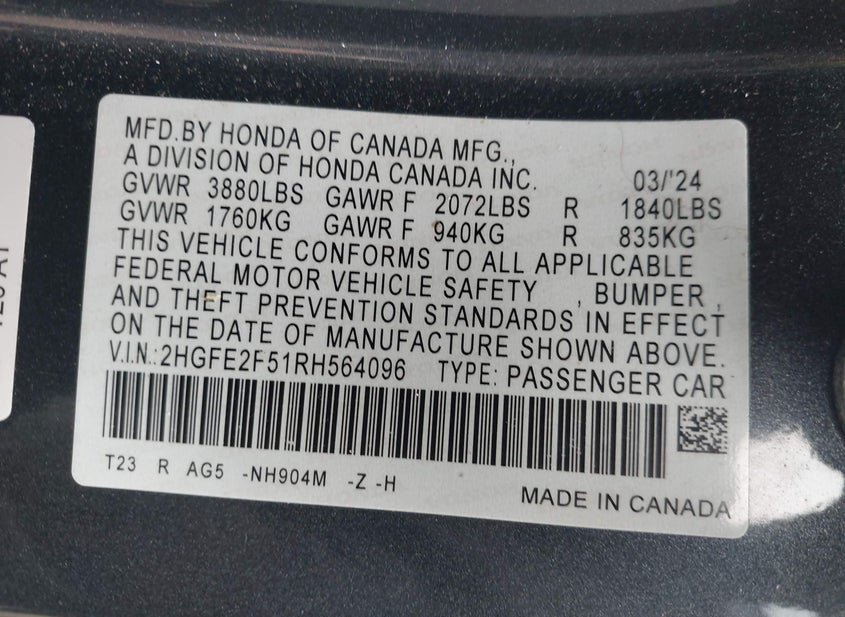 MFD.BY HONDA OF CANADA MFG.,
A DIVISION OF HONDA CANADA INC. 03/'24
GVWR 3880LBS GAWR F 2072LBS R 1840LBS
GVWR 1760KG GAWR F 940KG R 835KG
THIS VEHICLE CONFORMS TO ALL APPLICABLE
FEDERAL MOTOR VEHICLE SAFETY , BUMPER ,
AND THEFT PREVENTION STANDARDS IN EFFECT
ON THE DATE OF MANUFACTURE SHOWN ABOVE.
V.I.N.:2HGFE2F51RH564096 TYPE: PASSENGER CAR
T23 R AG5 -NH904M -Z -H
MADE IN CANADA